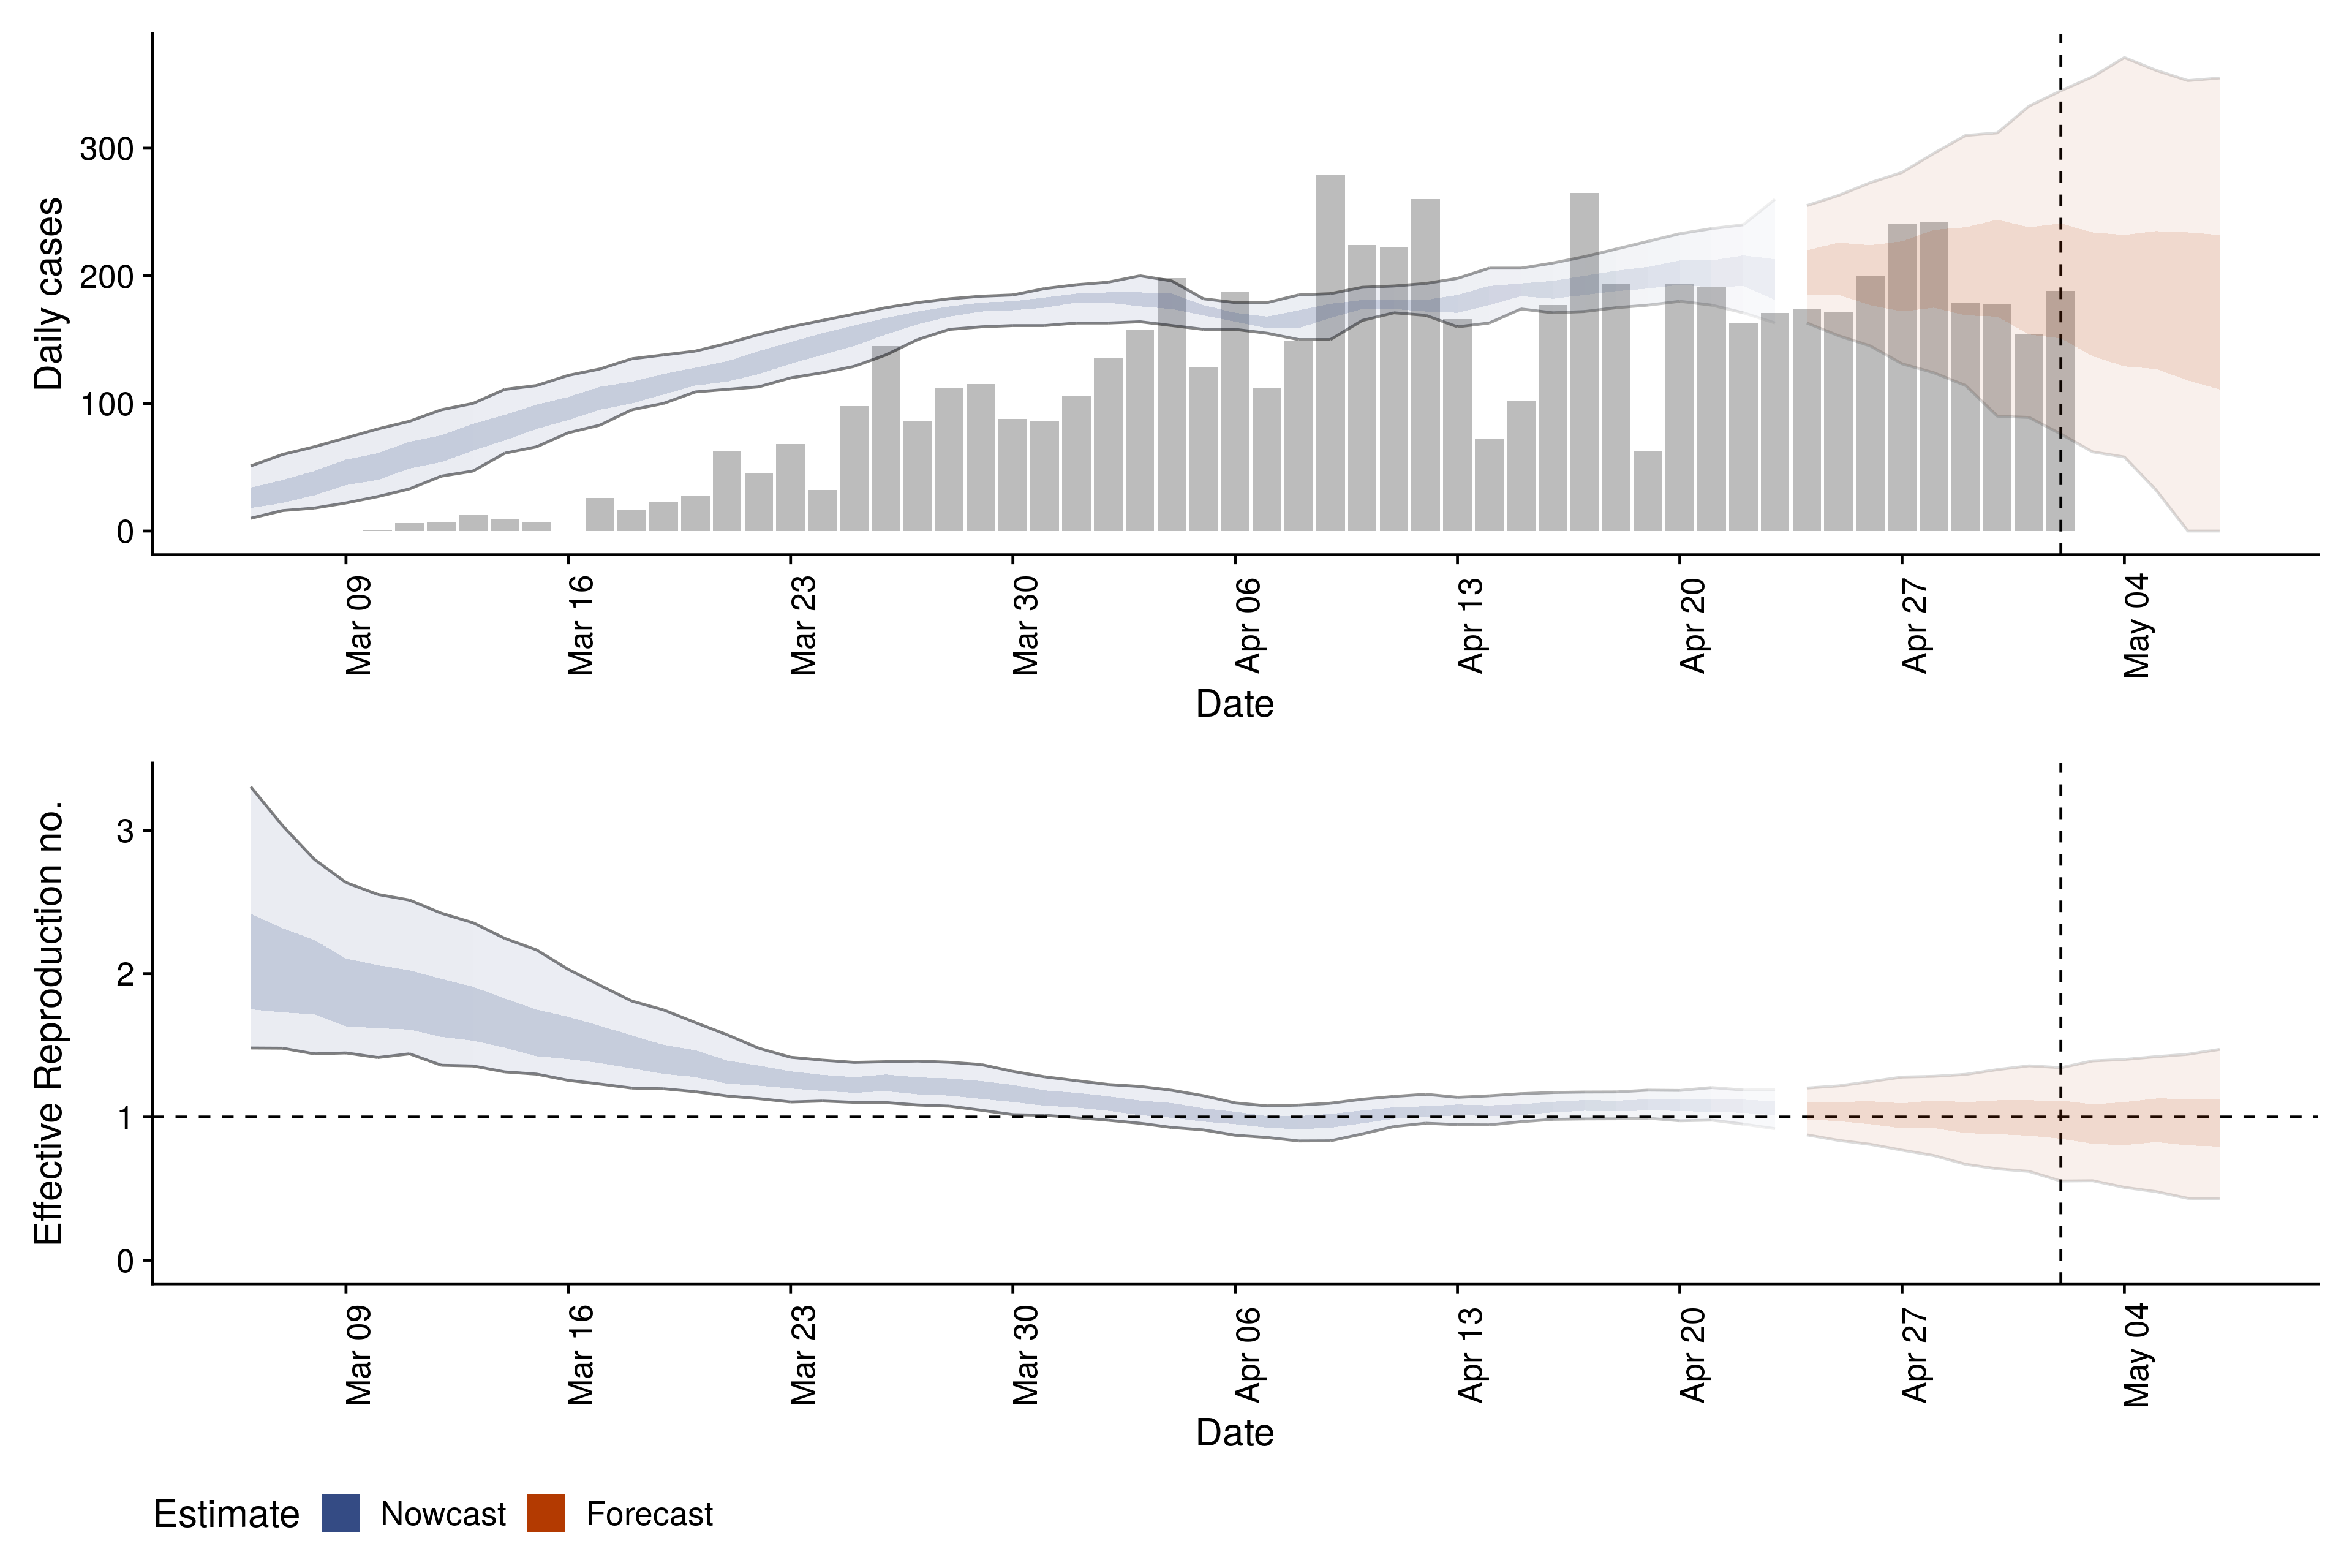 Daily cases
300
200
100
0
Mar 09
Mar 16
Mar 23
Mar 30
Apr 06
Apr 13
Apr 20
Apr 27
May 04
Date
Effective Reproduction no.
3
2
1
0
Mar 09
Mar 16
Mar 23
Mar 30
Apr 06
Apr 13
Apr 20
Apr 27
May 04
Date
Estimate Nowcast Forecast